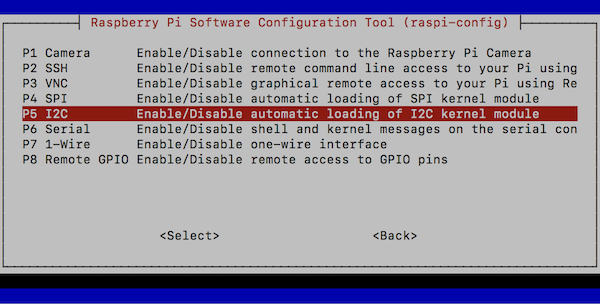 Raspberry Pi Software Configuration Tool (raspi-config)
P1 Camera Enable/Disable connection to the Raspberry Pi Camera
P2 SSH Enable/Disable remote command line access to your Pi using
P3 VNC Enable/Disable graphical remote access to your Pi using Re
P4 SPI Enable/Disable automatic loading of SPI kernel module
P5 I2C Enable/Disable automatic loading of I2C kernel module
P6 Serial Enable/Disable shell and kernel messages on the serial con
P7 1-Wire Enable/Disable one-wire interface
P8 Remote GPIO Enable/Disable remote access to GPIO pins
<Select> <Back>